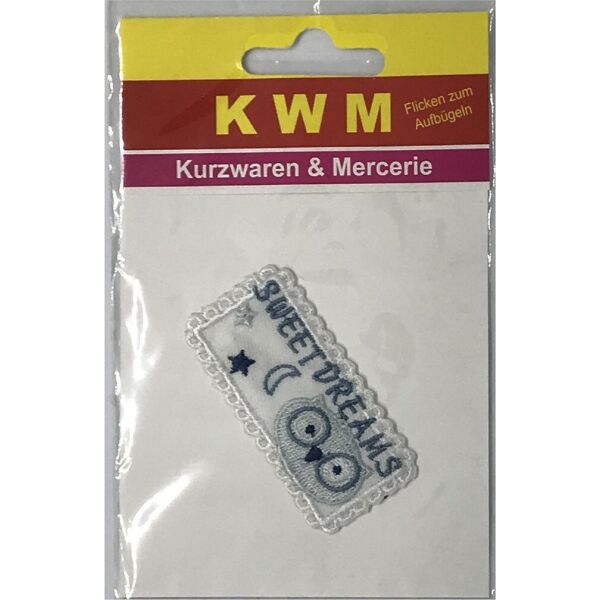 KWM
Flicken zum
Aufbügeln
Kurzwaren & Mercerie
SWEET DREAMS